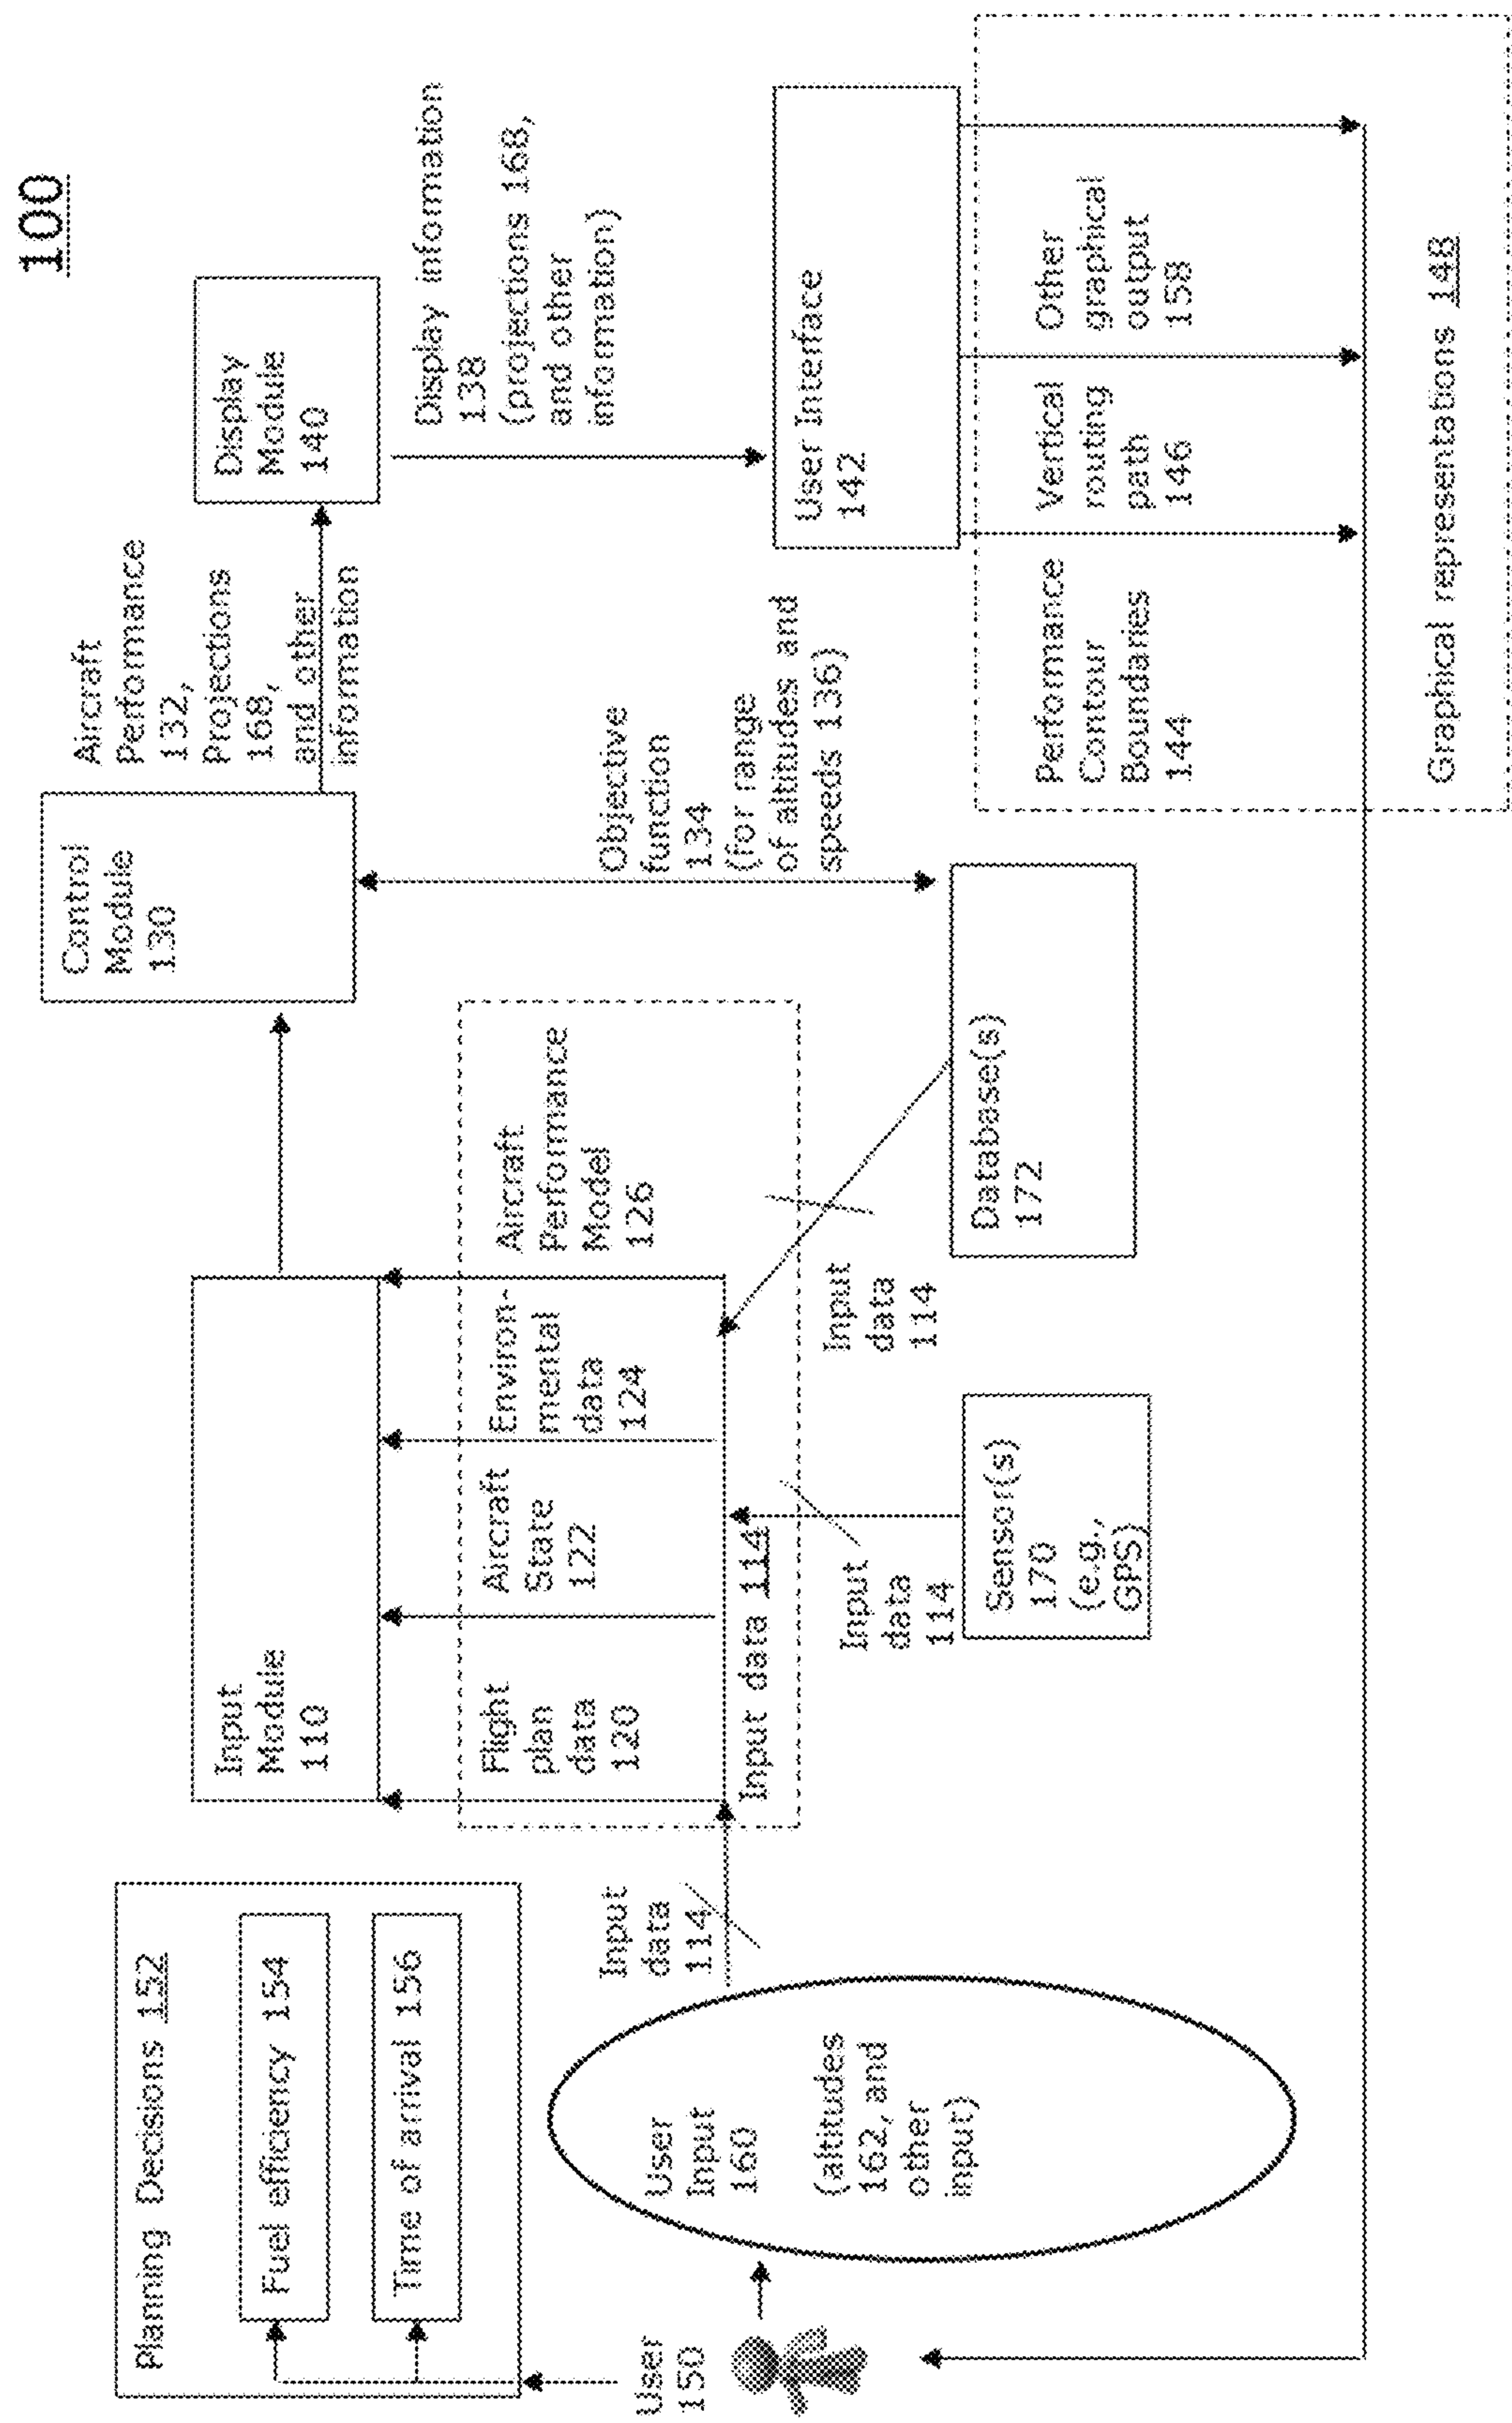 100
Planning Decisions 152
Fuel efficiency 154
Time of arrival 156
User
150
User
Input
160
(altitudes
162, and
other
input)
Input
data
114
Input
Module
110
Flight
plan
data
120
Aircraft
State
122
Environ-
mental
data
124
Aircraft
Performance
Model
126
Input data 114
Input
data
114
Sensor(s)
170
(e.g.,
GPS)
Input
data
114
Database(s)
172
Control
Module
130
Objective
function
134
(for range
of altitudes and
speeds 136)
Aircraft
Performance
132,
Projections
168,
and other
information
Display
Module
140
Display information
138
(projections 168,
and other
information)
User Interface
142
Performance
Contour
Boundaries
144
Vertical
routing
path
146
Other
graphical
output
158
Graphical representations 148